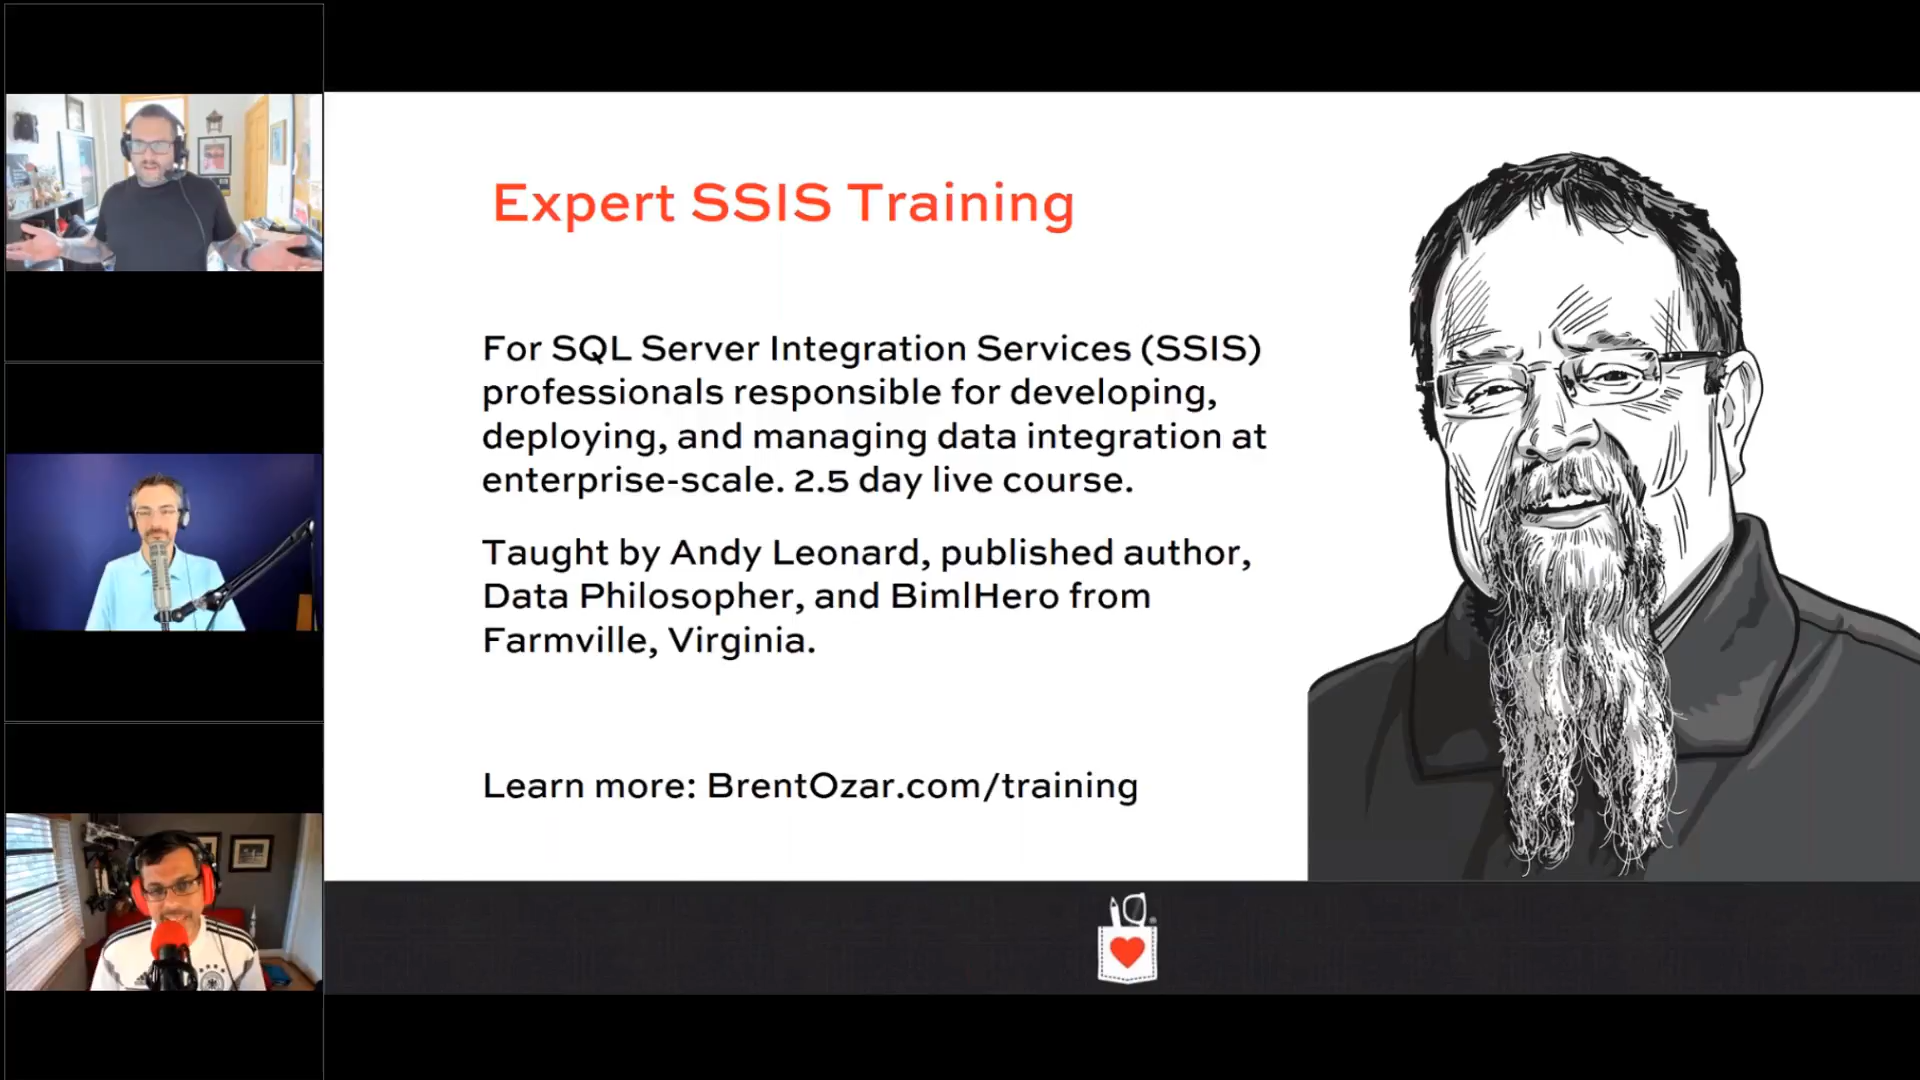 Expert SSIS Training
For SQL Server Integration Services (SSIS)
professionals responsible for developing,
deploying, and managing data integration at
enterprise-scale. 2.5 day live course.
Taught by Andy Leonard, published author,
Data Philosopher, and BimlHero from
Farmville, Virginia.
Learn more: BrentOzar.com/training